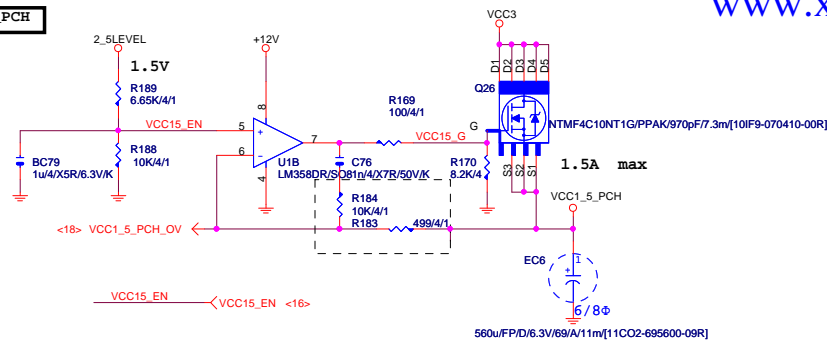 PCH
www.x
2_5LEVEL
+12V
VCC3
1.5V
R189
6.65K/4/1
D1
D2
D3
D4
D5
Q26
R169
100/4/1
8
VCC15_EN
5
+
7
VCC15_G
G
NTMF4C10NT1G/PPAK/970pF/7.3m/[10IF9-070410-00R]
R188
10K/4/1
6
-
U1B
LM358DR/SO8
C76
1n/4/X7R/50V/K
R170
8.2K/4
BC79
1u/4/X5R/6.3V/K
4
S3
S2
S1
1.5A max
R184
10K/4/1
VCC1_5_PCH
<18> VCC1_5_PCH_OV
R183
499/4/1
EC6
1
+
VCC15_EN
VCC15_EN <16>
6/8Φ
560u/FP/D/6.3V/69/A/11m/[11CO2-695600-09R]